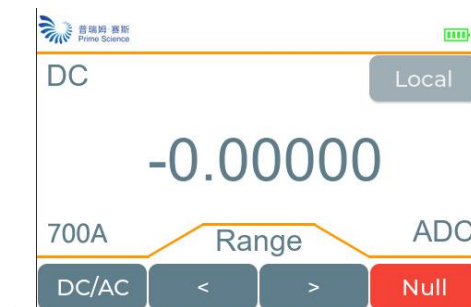 普瑞姆·赛斯
Prime Science
DC
Local
-0.00000
700A
Range
ADC
DC/AC
<
>
Null